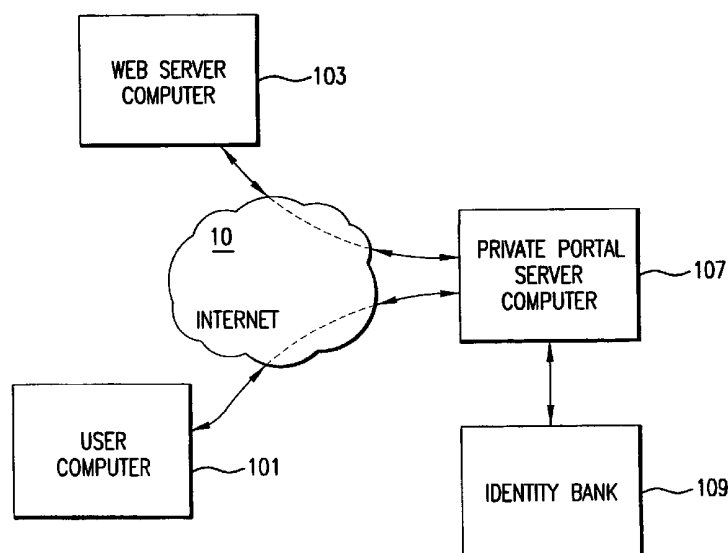 WEB SERVER
COMPUTER
103
10
INTERNET
PRIVATE PORTAL
SERVER
COMPUTER
107
USER
COMPUTER
101
IDENTITY BANK
109